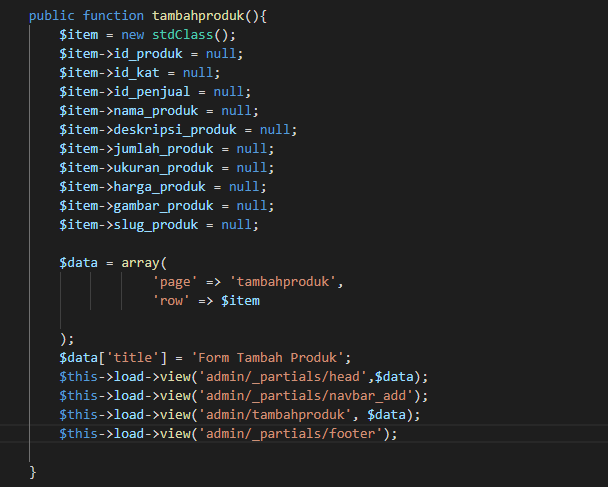 public function tambahproduk(){
$item = new stdClass();
$item->id_produk = null;
$item->id_kat = null;
$item->id_penjual = null;
$item->nama_produk = null;
$item->deskripsi_produk = null;
$item->jumlah_produk = null;
$item->ukuran_produk = null;
$item->harga_produk = null;
$item->gambar_produk = null;
$item->slug_produk = null;
$data = array(
'page' => 'tambahproduk',
'row' => $item
);
$data['title'] = 'Form Tambah Produk';
$this->load->view('admin/_partials/head',$data);
$this->load->view('admin/_partials/navbar_add');
$this->load->view('admin/tambahproduk', $data);
$this->load->view('admin/_partials/footer');
}